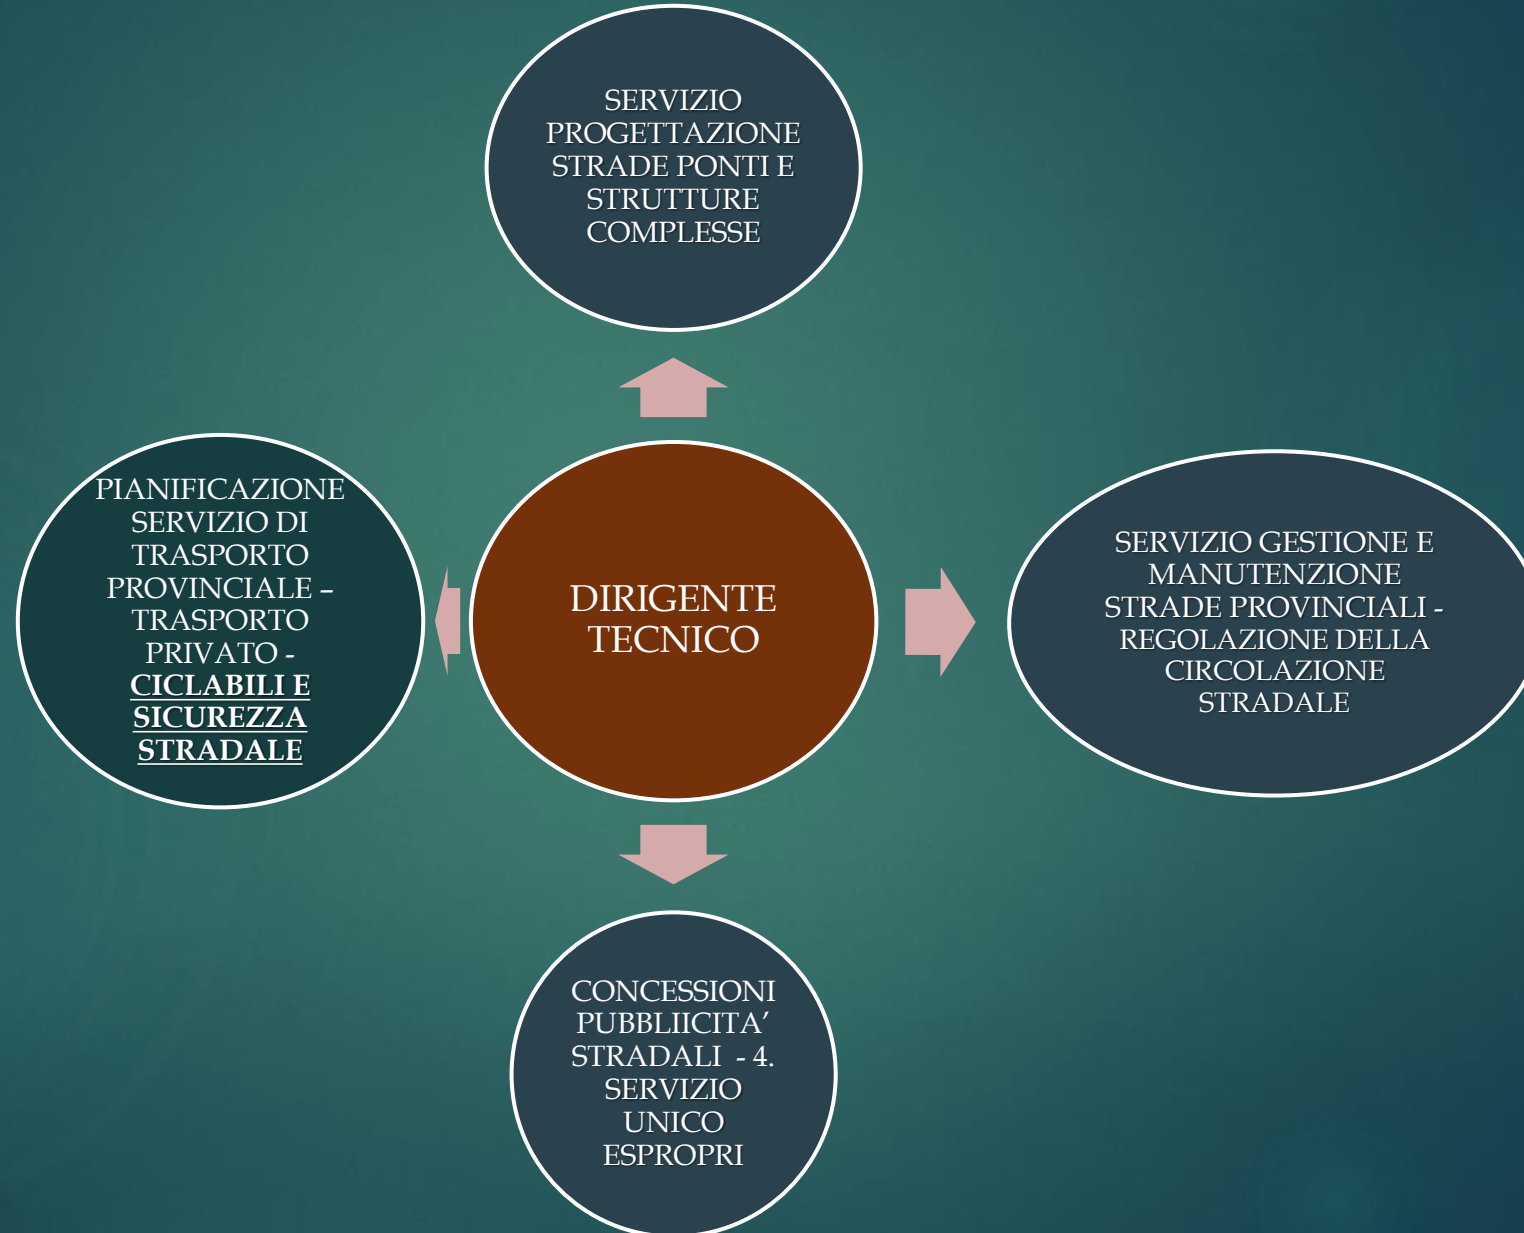 SERVIZIO
PROGETTAZIONE
STRADE PONTI E
STRUTTURE
COMPLESSE
PIANIFICAZIONE
SERVIZIO DI
TRASPORTO
PROVINCIALE –
TRASPORTO
PRIVATO -
CICLABILI E
SICUREZZA
STRADALE
DIRIGENTE
TECNICO
SERVIZIO GESTIONE E
MANUTENZIONE
STRADE PROVINCIALI -
REGOLAZIONE DELLA
CIRCOLAZIONE
STRADALE
CONCESSIONI
PUBBLIICITA’
STRADALI - 4.
SERVIZIO
UNICO
ESPROPRI